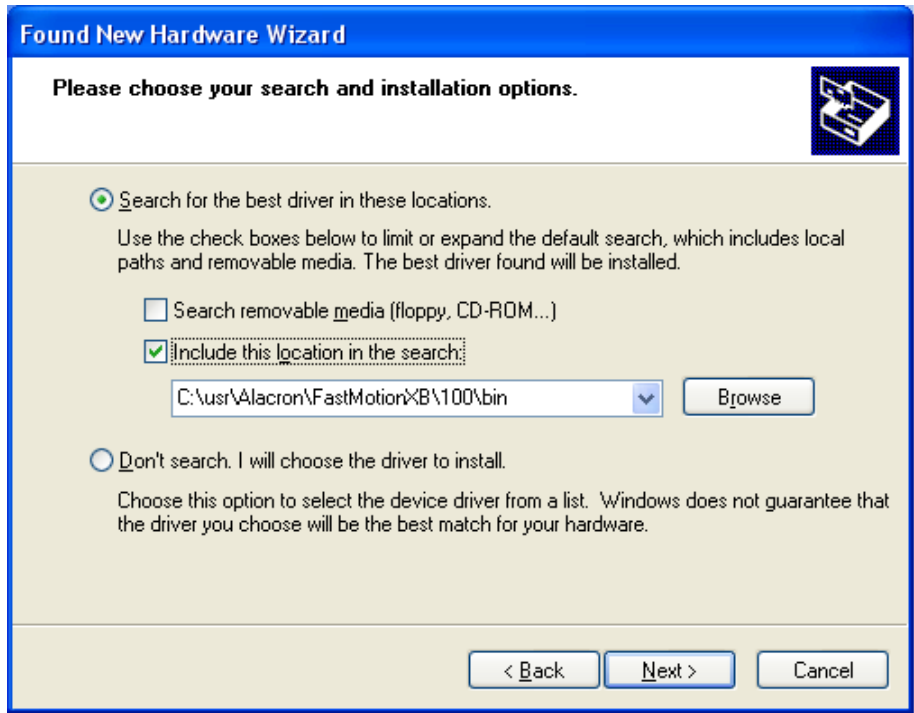 Found New Hardware Wizard
Please choose your search and installation options.
Search for the best driver in these locations.
Use the check boxes below to limit or expand the default search, which includes local
paths and removable media. The best driver found will be installed.
Search removable media (floppy, CD-ROM...)
Include this location in the search:
C:\usr\Alacron\FastMotionXB\100\bin
Browse
Don't search. I will choose the driver to install.
Choose this option to select the device driver from a list.  Windows does not guarantee that
the driver you choose will be the best match for your hardware.
< Back
Next >
Cancel